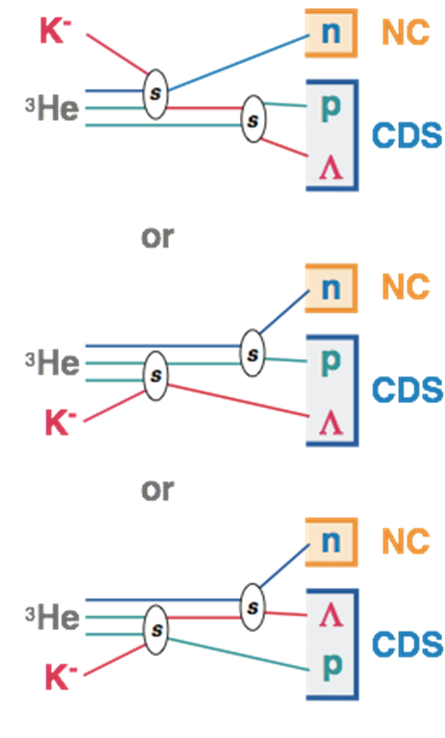 K⁻ n NC
s
³He s p CDS
Λ
or
n NC
³He s p CDS
s
K⁻ Λ
or
n NC
³He s Λ CDS
s
K⁻ p